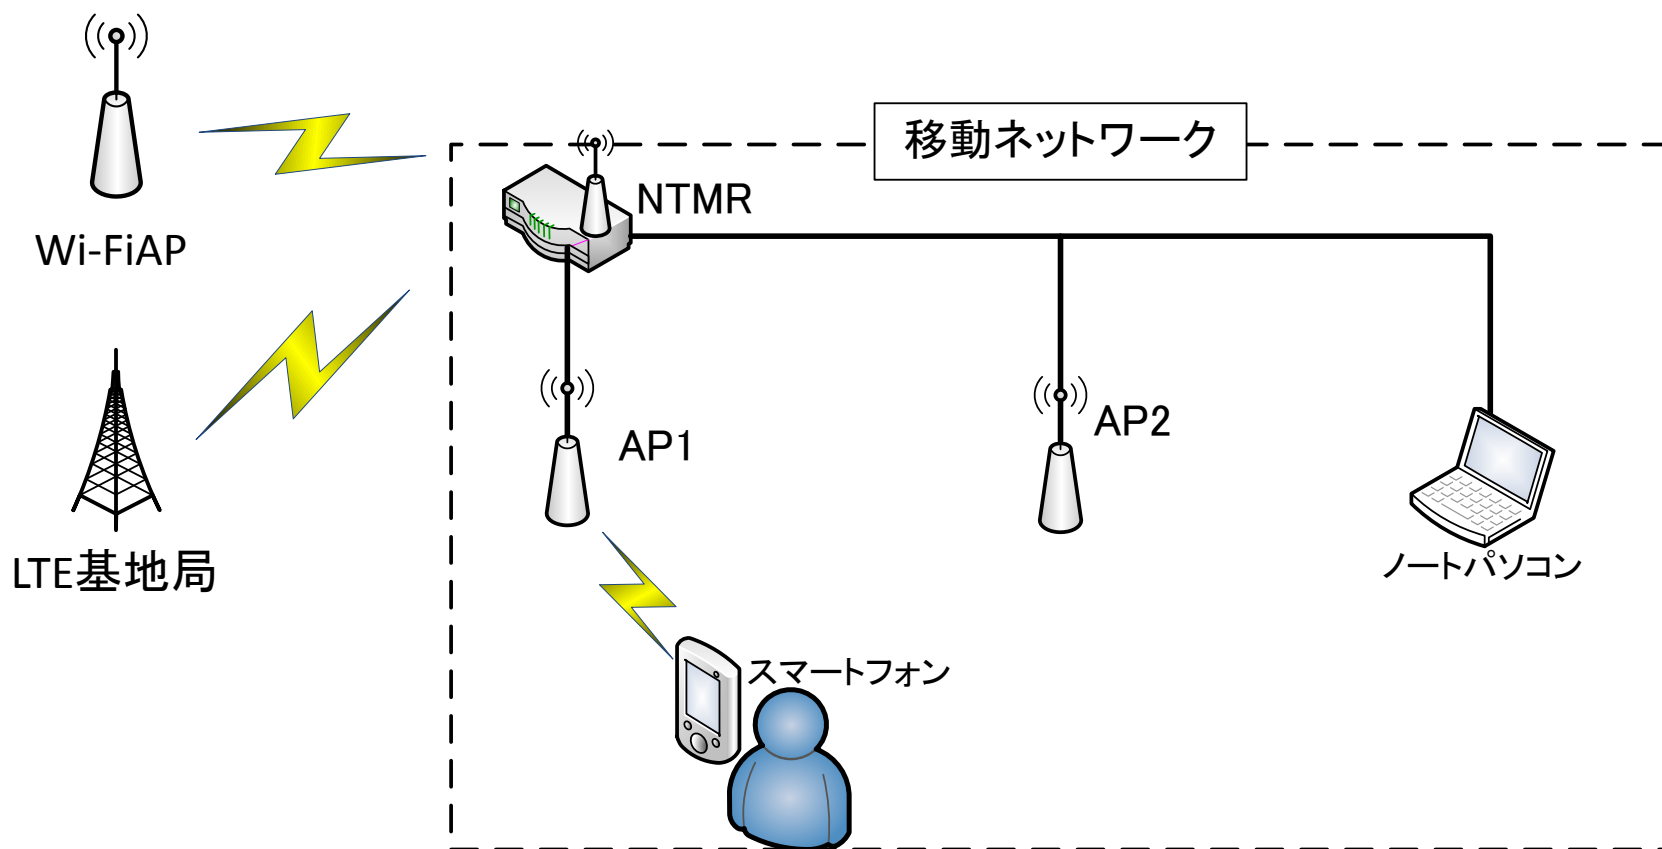 移動ネットワーク
NTMR
Wi-FiAP
AP1
AP2
LTE基地局
ノートパソコン
スマートフォン